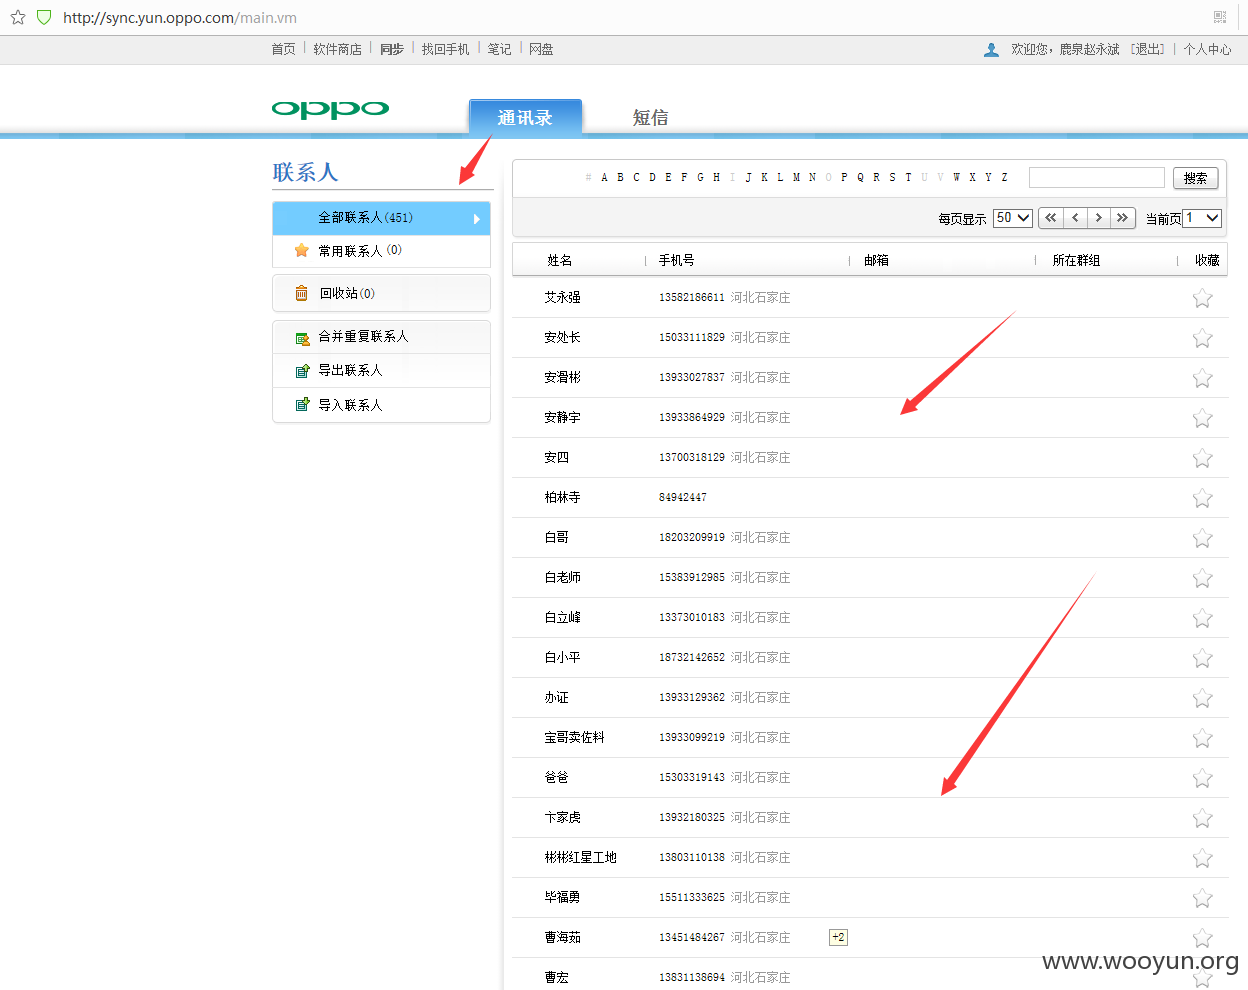 http://sync.yun.oppo.com/main.vm
首页 软件商店 同步 找回手机 笔记 网盘 欢迎您，鹿泉赵永斌 [退出] 个人中心
oppo 通讯录 短信
联系人
全部联系人(451)
常用联系人(0)
回收站(0)
合并重复联系人
导出联系人
导入联系人
# A B C D E F G H I J K L M N O P Q R S T U V W X Y Z 搜索
每页显示 50 当前页 1
姓名 手机号 邮箱 所在群组 收藏
艾永强 13582186611 河北石家庄
安处长 15033111829 河北石家庄
安滑彬 13933027837 河北石家庄
安静宇 13933864929 河北石家庄
安四 13700318129 河北石家庄
柏林寺 84942447
白哥 18203209919 河北石家庄
白老师 15383912985 河北石家庄
白立峰 13373010183 河北石家庄
白小平 18732142652 河北石家庄
办证 13933129362 河北石家庄
宝哥卖佐料 13933099219 河北石家庄
爸爸 15303319143 河北石家庄
卞家虎 13932180325 河北石家庄
彬彬红星工地 13803110138 河北石家庄
毕福勇 15511333625 河北石家庄
曹海茹 13451484267 河北石家庄 +2
曹宏 13831138694 河北石家庄
www.wooyun.org